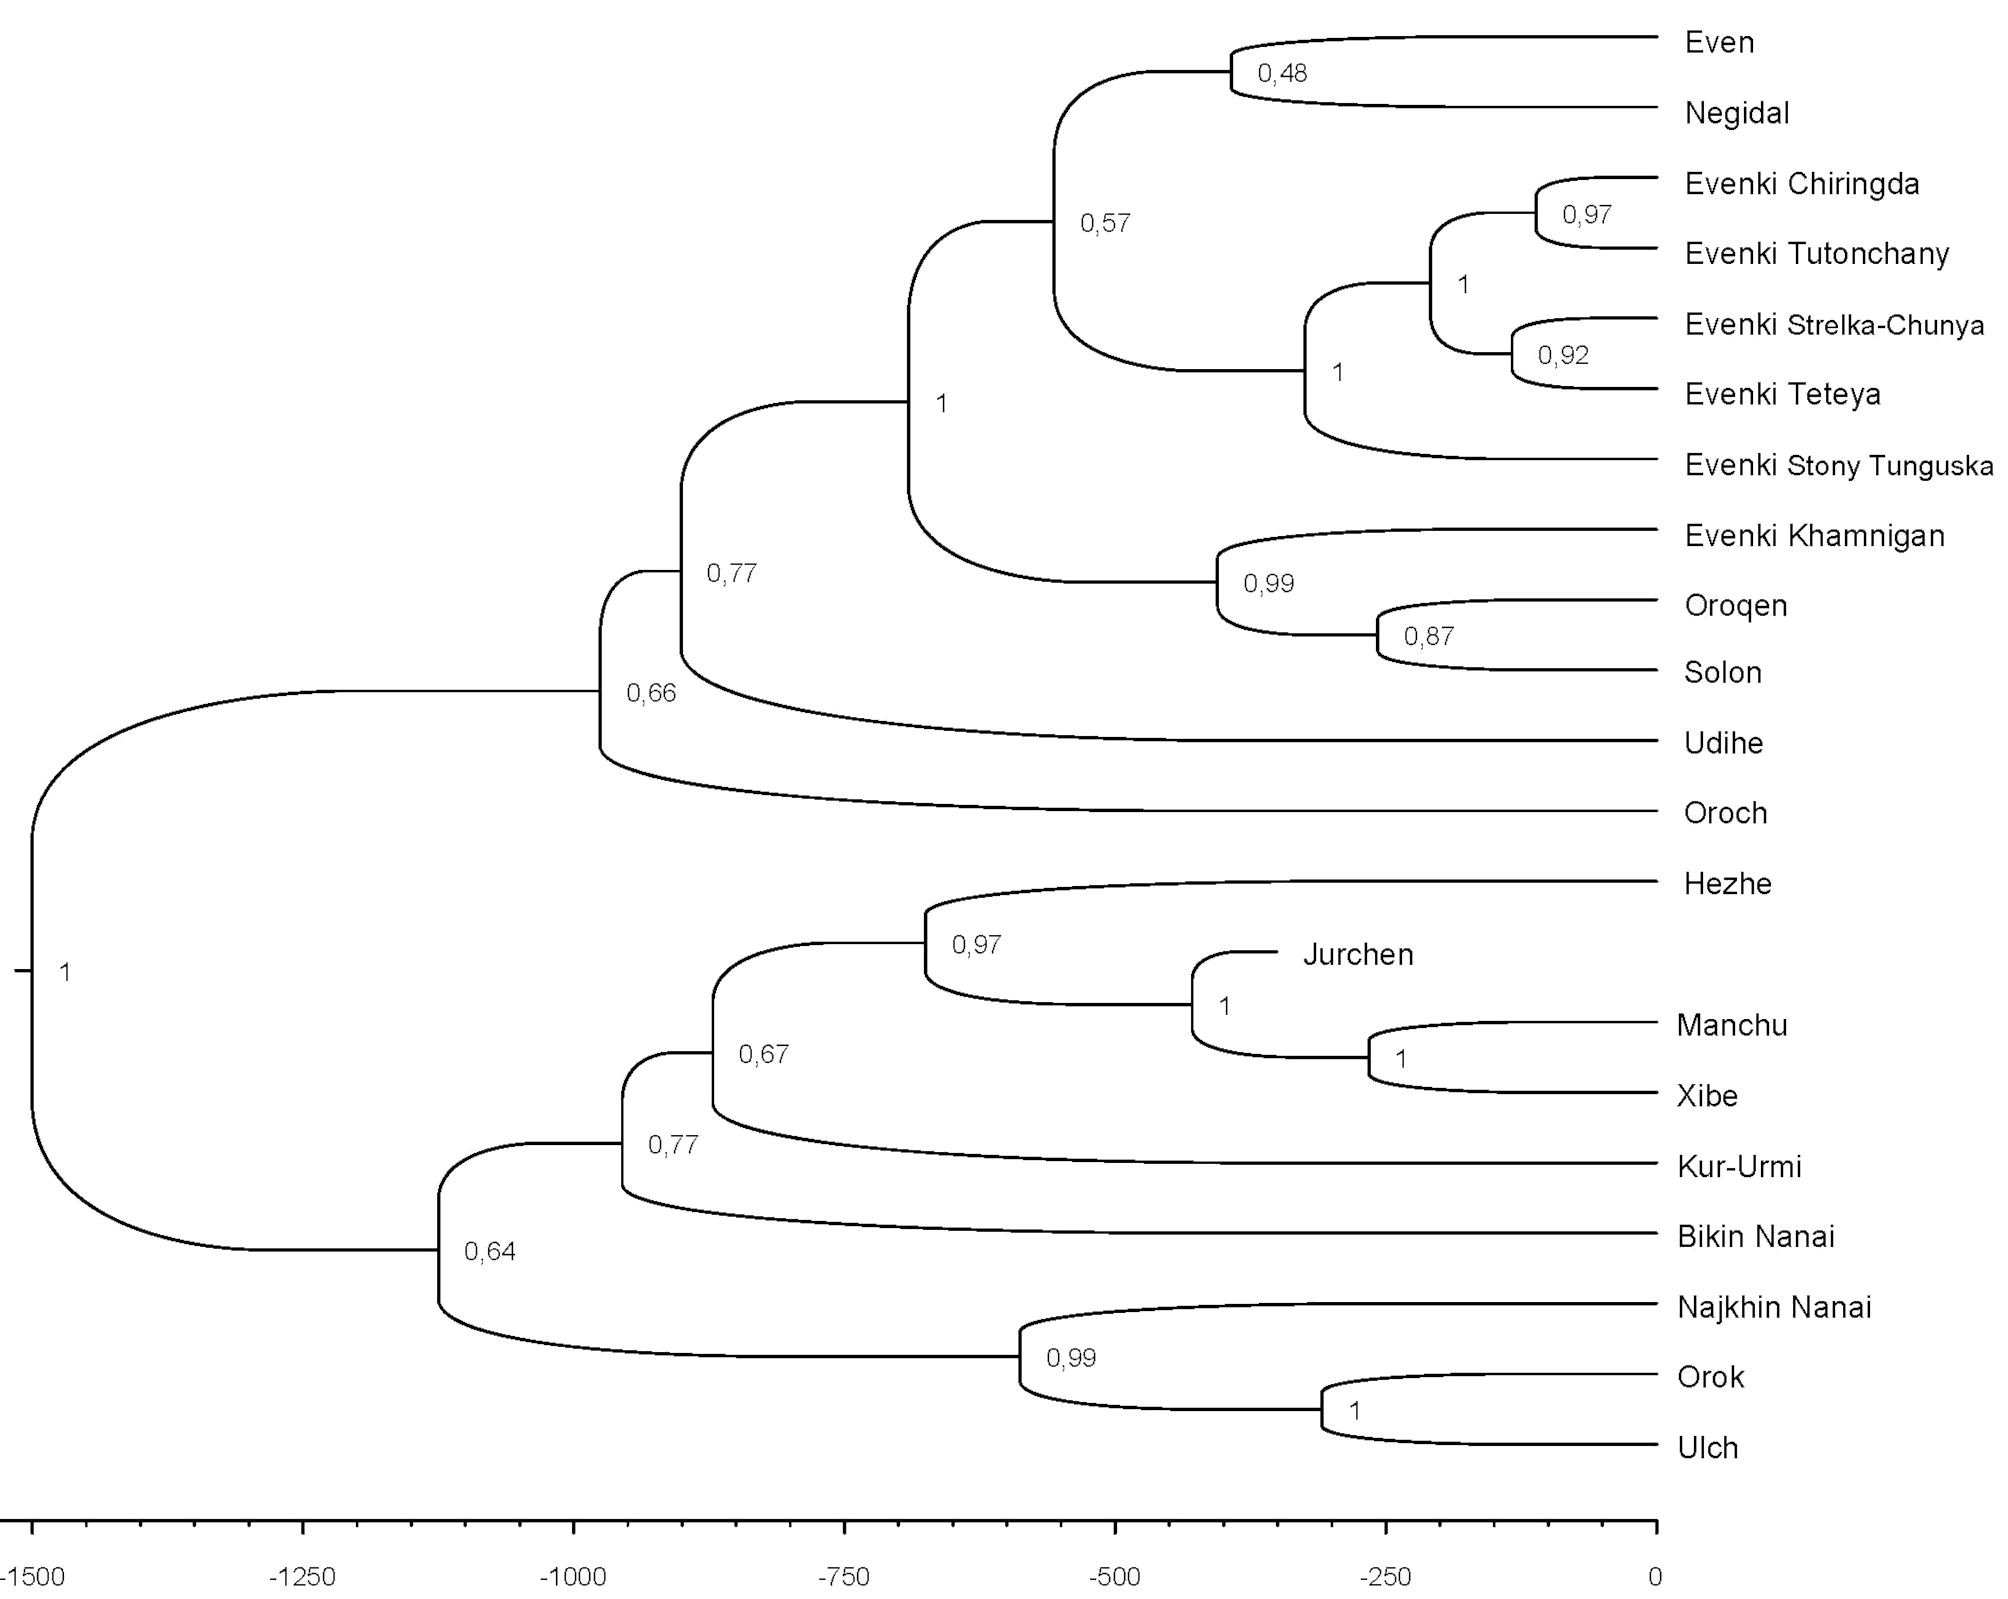 Even
0,48
Negidal
Evenki Chiringda
0,97
0,57
Evenki Tutonchany
1
Evenki Strelka-Chunya
0,92
1
Evenki Teteya
1
Evenki Stony Tunguska
Evenki Khamnigan
0,77
0,99
Oroqen
0,87
Solon
0,66
Udihe
Oroch
Hezhe
0,97
Jurchen
1
1
Manchu
0,67
1
Xibe
0,77
Kur-Urmi
Bikin Nanai
0,64
Najkhin Nanai
0,99
Orok
1
Ulch
-1500 -1250 -1000 -750 -500 -250 0